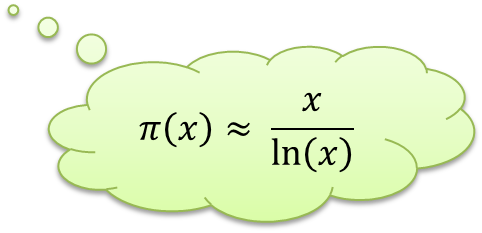 π(x) ≈ x / ln(x)